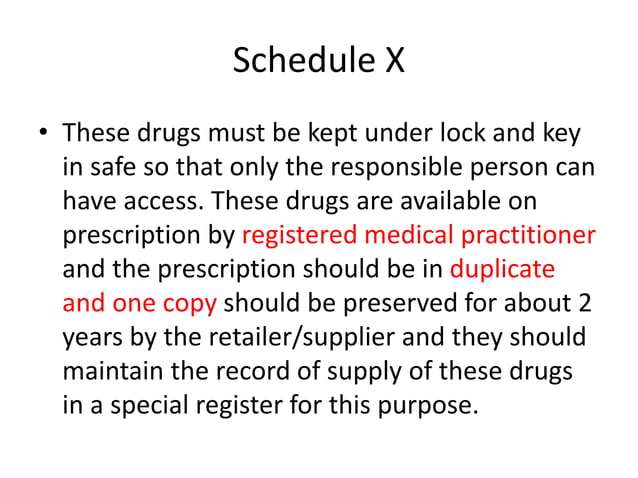 Schedule X
• These drugs must be kept under lock and key
in safe so that only the responsible person can
have access. These drugs are available on
prescription by registered medical practitioner
and the prescription should be in duplicate
and one copy should be preserved for about 2
years by the retailer/supplier and they should
maintain the record of supply of these drugs
in a special register for this purpose.